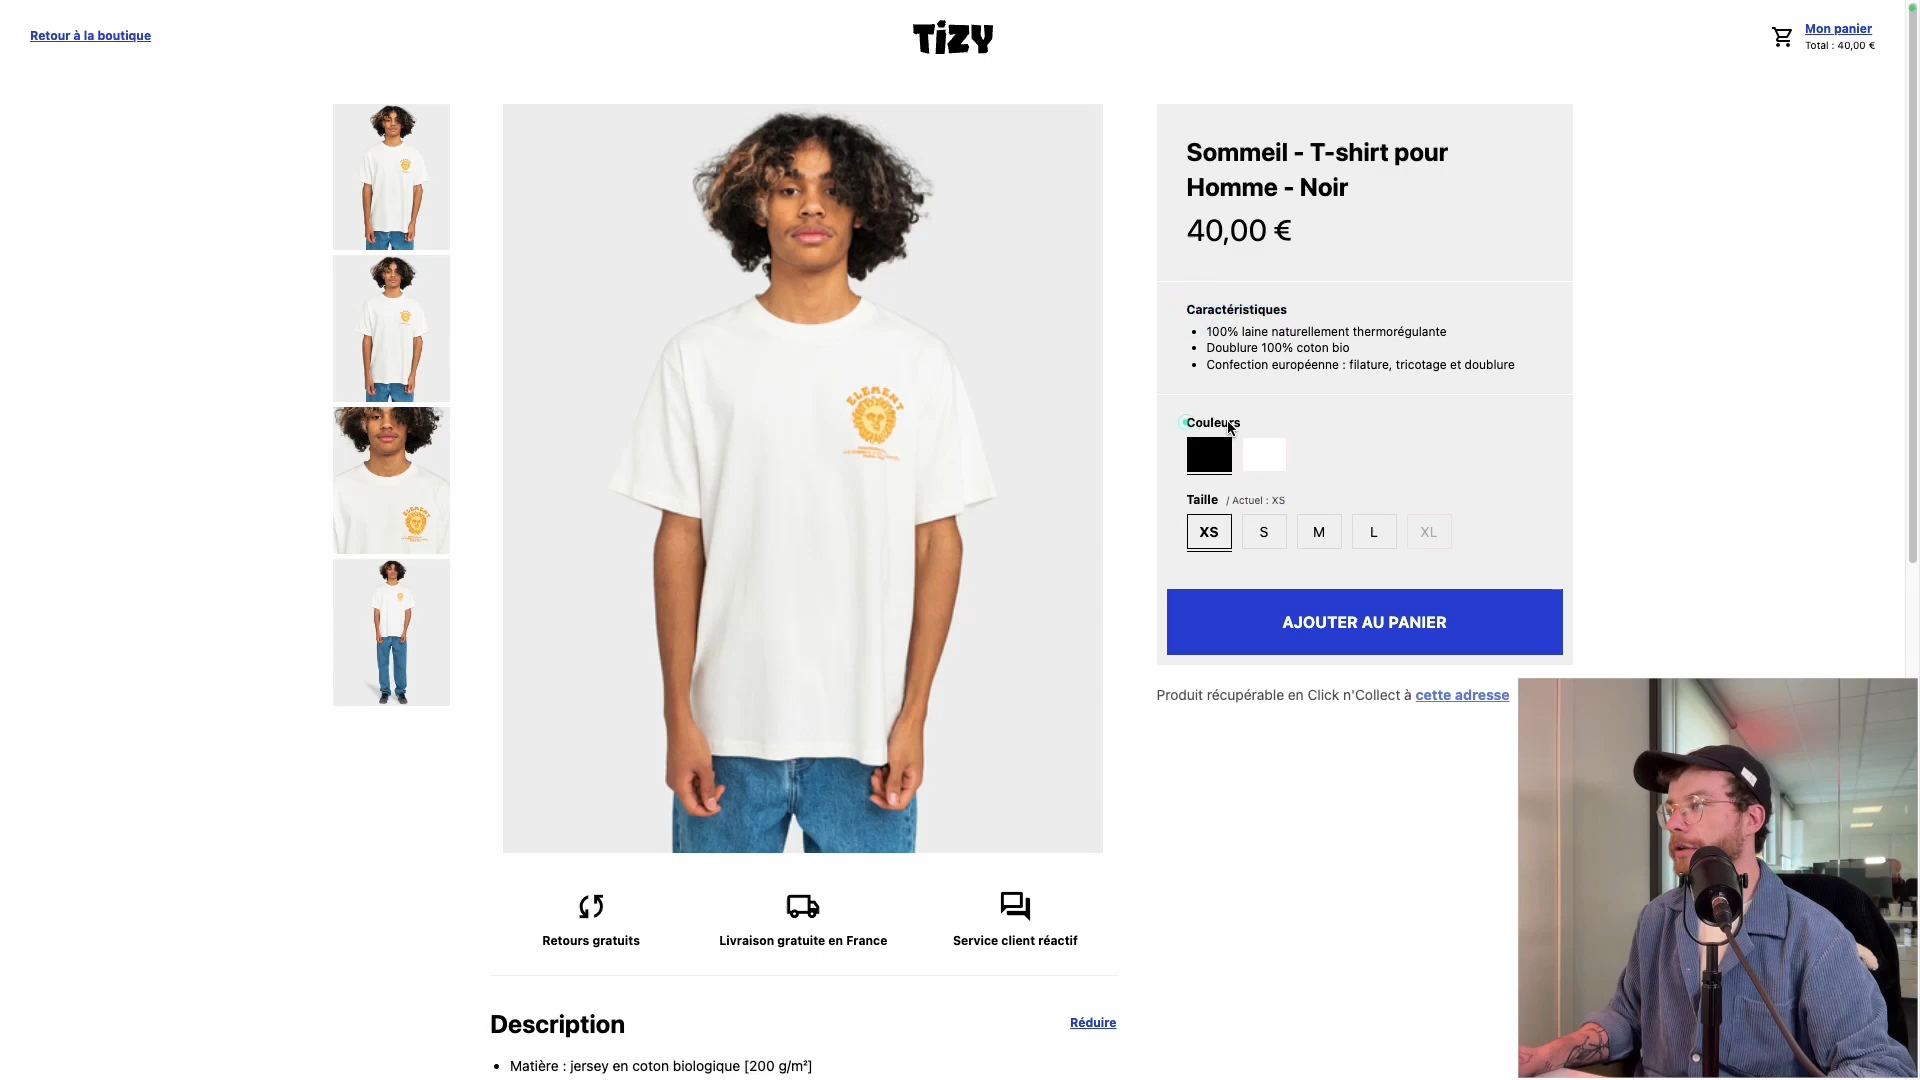 Retour à la boutique
TiZY
Mon panier
Total : 40,00 €
Sommeil - T-shirt pour
Homme - Noir
40,00 €
Caractéristiques
100% laine naturellement thermorégulante
Doublure 100% coton bio
Confection européenne : filature, tricotage et doublure
Couleurs
Taille / Actuel : XS
XS S M L XL
AJOUTER AU PANIER
Produit récupérable en Click n'Collect à cette adresse
ELEMENT
ELEMENT
Retours gratuits
Livraison gratuite en France
Service client réactif
Description
Réduire
Matière : jersey en coton biologique [200 g/m²]